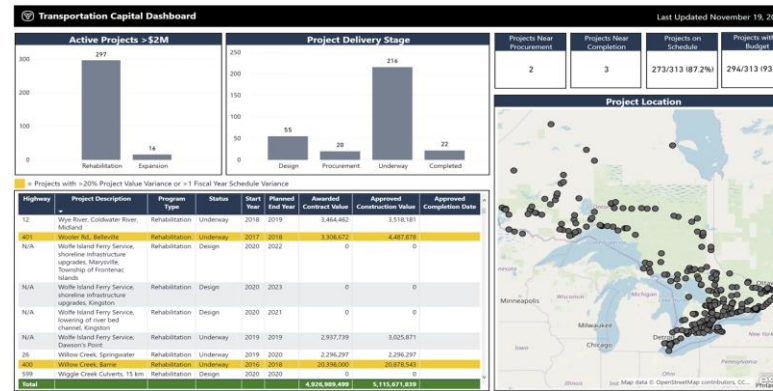 Transportation Capital Dashboard
Last Updated November 19, 20
Active Projects >$2M
300
200
100
0
297
16
Rehabilitation
Expansion
Project Delivery Stage
250
200
150
100
50
0
55
20
216
22
Design
Procurement
Underway
Completed
Projects Near
Procurement
2
Projects Near
Completion
3
Projects on
Schedule
273/313 (87.2%)
Projects with
Budget
294/313 (93.
= Projects with >20% Project Value Variance or >1 Fiscal Year Schedule Variance
Highway Project Description Program Type Status Start Year Planned End Year Awarded Contract Value Approved Construction Value Approved Completion Date
12 Wye River, Coldwater River, Midland Rehabilitation Underway 2018 2019 3,464,462 3,518,181
401 Wooler Rd., Belleville Rehabilitation Underway 2017 2018 3,308,672 4,487,878
N/A Wolfe Island Ferry Service, shoreline infrastructure upgrades, Marysville, Township of Frontenac Islands Rehabilitation Design 2020 2022 0 0
N/A Wolfe Island Ferry Service, shoreline infrastructure upgrades, Kingston Rehabilitation Design 2020 2023 0 0
N/A Wolfe Island Ferry Service, lowering of river bed channel, Kingston Rehabilitation Design 2020 2021 0 0
N/A Wolfe Island Ferry Service, Dawson's Point Rehabilitation Underway 2019 2019 2,937,739 3,025,871
26 Willow Creek, Springwater Rehabilitation Underway 2019 2020 2,296,297 2,296,297
400 Willow Creek, Barrie Rehabilitation Underway 2016 2018 20,398,000 20,878,543
599 Wiggle Creek Culverts, 15 km Rehabilitation Design 2020 2020 0 0
Total 4,926,989,499 5,115,871,839
Project Location
Minneapolis
Wisconsin
Michigan
Milwaukee
Detro
Chicago
Iowa
Illinois
Ottawa
New York
Pennsylvania
Map data © OpenStreetMap contributors, CC...